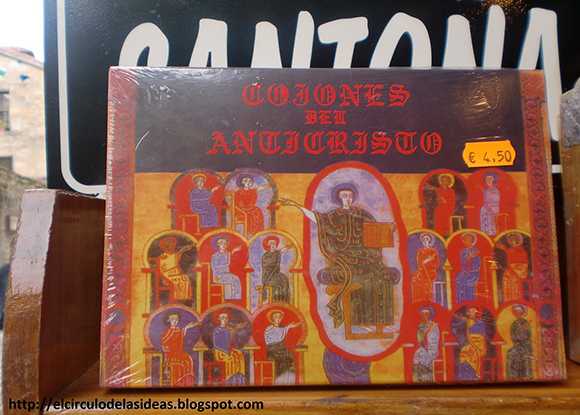 CANTONA
COJONES
DEL
ANTICRISTO
€ 4,50
http://elcirculodelasideas.blogspot.com